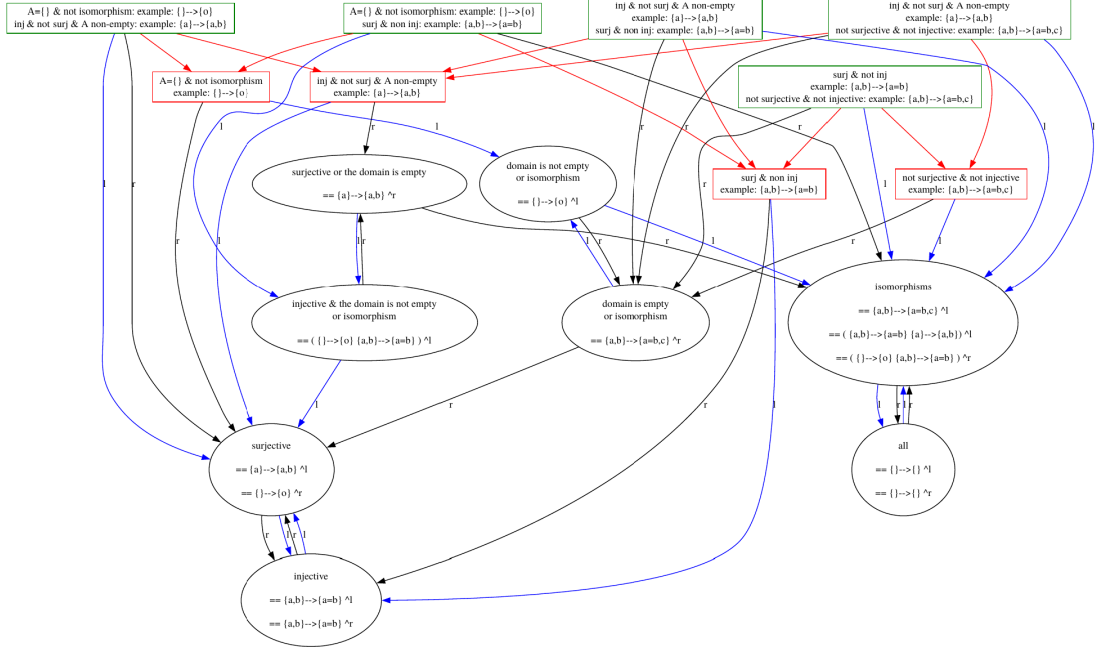 A={} & not isomorphism: example: {}-->{o}
inj & not surj & A non-empty: example: {a}-->{a,b}
A={} & not isomorphism: example: {}-->{o}
surj & non inj: example: {a,b}-->{a=b}
inj & not surj & A non-empty
example: {a}-->{a,b}
surj & non inj: example: {a,b}-->{a=b}
inj & not surj & A non-empty
example: {a}-->{a,b}
not surjective & not injective: example: {a,b}-->{a=b,c}
A={} & not isomorphism
example: {}-->{o}
inj & not surj & A non-empty
example: {a}-->{a,b}
surj & not inj
example: {a,b}-->{a=b}
not surjective & not injective: example: {a,b}-->{a=b,c}
l
l
r
r
l
r
r
r
l
l
surjective or the domain is empty
== {a}-->{a,b} ^r
domain is not empty
or isomorphism
== {}-->{o} ^l
surj & non inj
example: {a,b}-->{a=b}
not surjective & not injective
example: {a,b}-->{a=b,c}
l
r
r
l
r
l
l
r
l
r
r
l
r
l
injective & the domain is not empty
or isomorphism
== ( {}-->{o} {a,b}-->{a=b} ) ^l
domain is empty
or isomorphism
== {a,b}-->{a=b,c} ^r
isomorphisms
== {a,b}-->{a=b,c} ^l
== ( {a,b}-->{a=b} {a}-->{a,b}) ^l
== ( {}-->{o} {a,b}-->{a=b} ) ^r
l
r
r
l
l
r
l
r
surjective
== {a}-->{a,b} ^l
== {}-->{o} ^r
all
== {}-->{} ^l
== {}-->{} ^r
r
l
r
l
injective
== {a,b}-->{a=b} ^l
== {a,b}-->{a=b} ^r